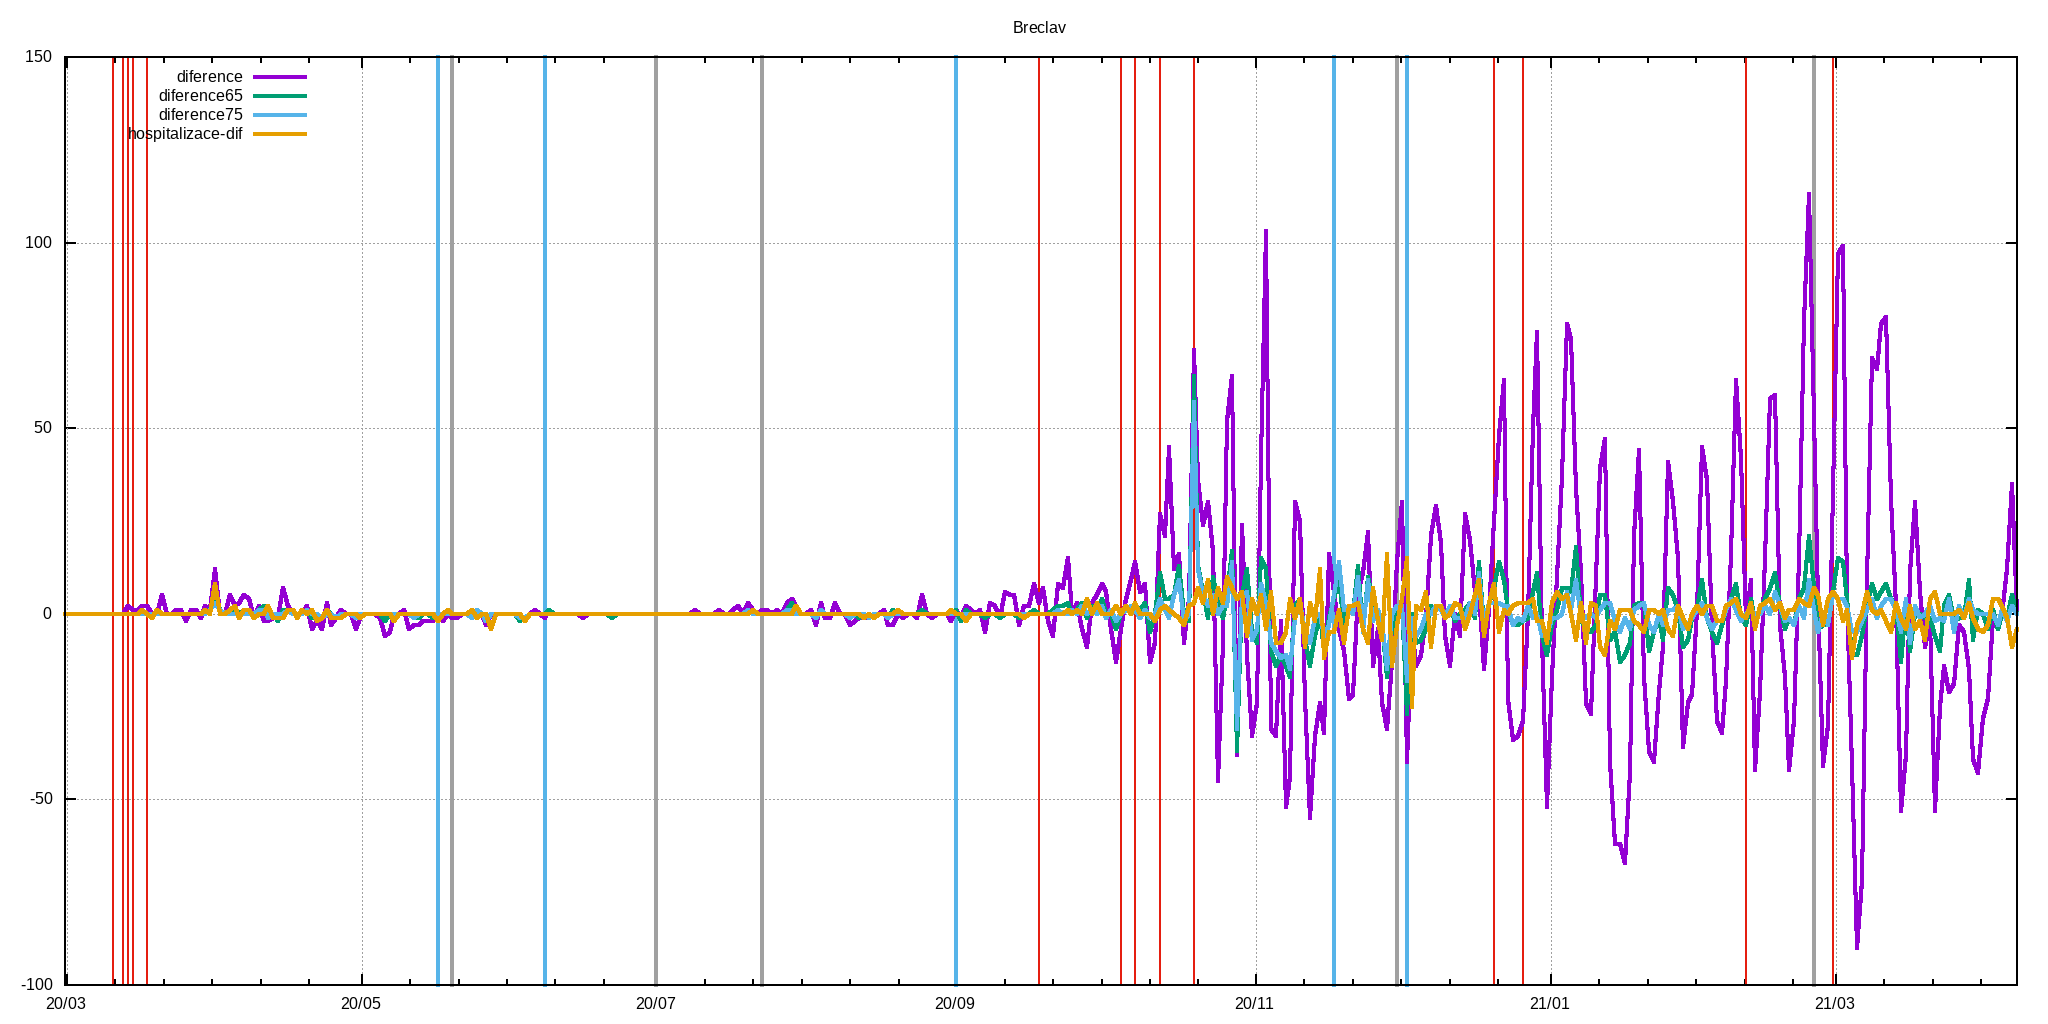 Breclav
150
diference
diference65
diference75
hospitalizace-dif
100
50
0
-50
-100
20/03 20/05 20/07 20/09 20/11 21/01 21/03